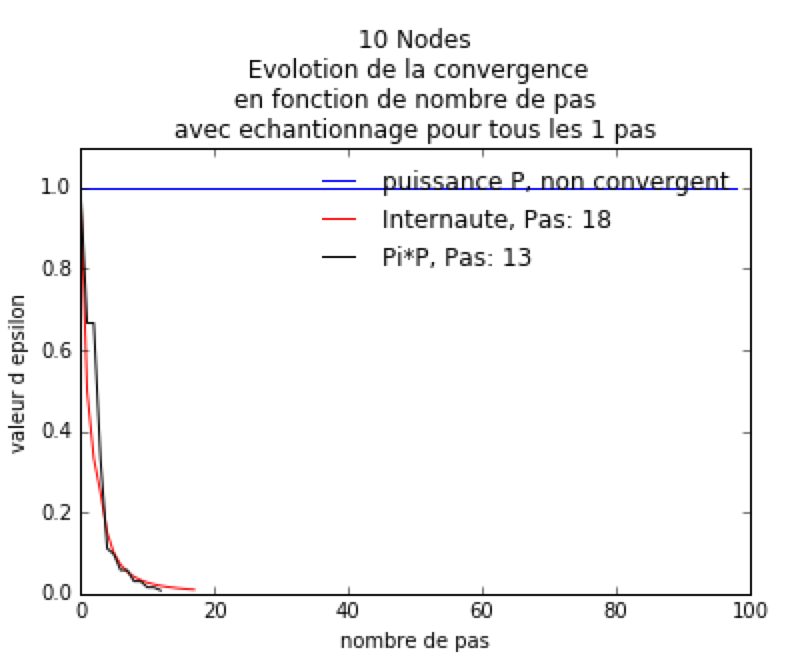 10 Nodes
Evolotion de la convergence
en fonction de nombre de pas
avec echantionnage pour tous les 1 pas
puissance P, non convergent
Internaute, Pas: 18
Pi*P, Pas: 13
valeur d epsilon
1.0
0.8
0.6
0.4
0.2
0.0
0 20 40 60 80 100
nombre de pas